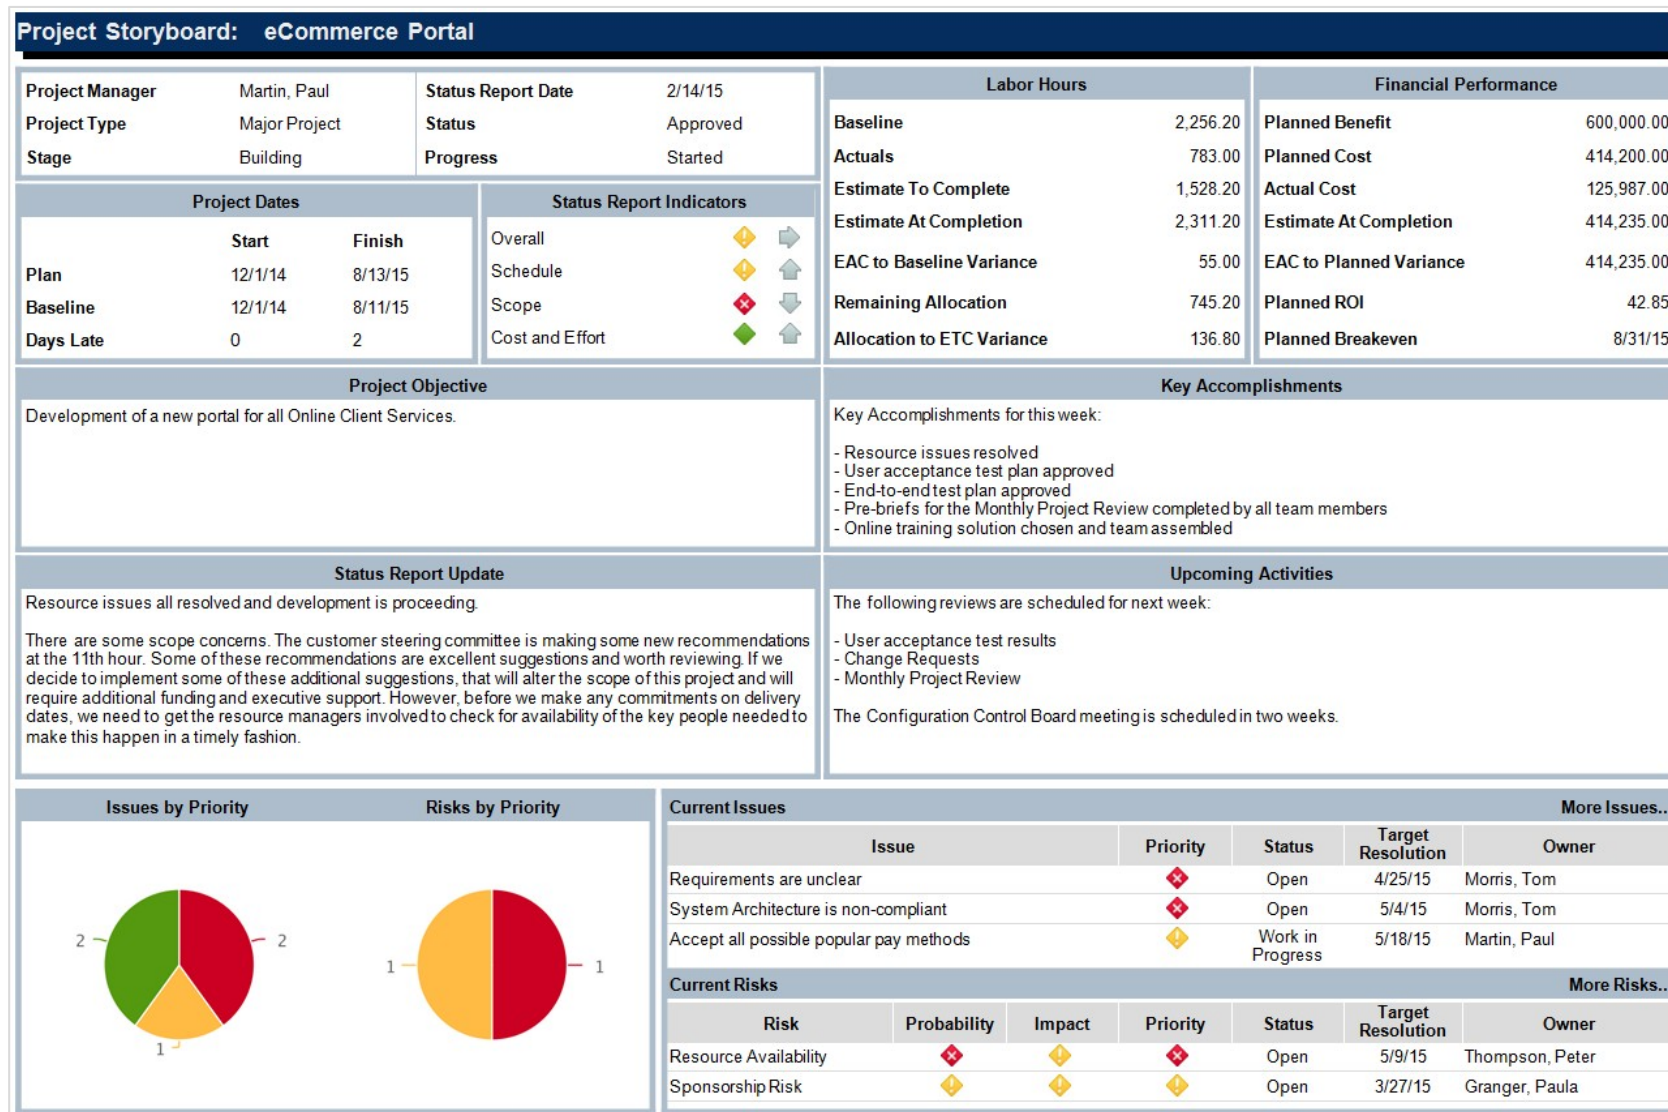 Project Storyboard: eCommerce Portal
Project Manager Martin, Paul Status Report Date 2/14/15
Project Type Major Project Status Approved
Stage Building Progress Started
Project Dates
Start Finish
Plan 12/1/14 8/13/15
Baseline 12/1/14 8/11/15
Days Late 0 2
Status Report Indicators
Overall
Schedule
Scope
Cost and Effort
Labor Hours
Baseline 2,256.20
Actuals 783.00
Estimate To Complete 1,528.20
Estimate At Completion 2,311.20
EAC to Baseline Variance 55.00
Remaining Allocation 745.20
Allocation to ETC Variance 136.80
Financial Performance
Planned Benefit 600,000.00
Planned Cost 414,200.00
Actual Cost 125,987.00
Estimate At Completion 414,235.00
EAC to Planned Variance 414,235.00
Planned ROI 42.85
Planned Breakeven 8/31/15
Project Objective
Development of a new portal for all Online Client Services.
Key Accomplishments
Key Accomplishments for this week:
- Resource issues resolved
- User acceptance test plan approved
- End-to-end test plan approved
- Pre-briefs for the Monthly Project Review completed by all team members
- Online training solution chosen and team assembled
Status Report Update
Resource issues all resolved and development is proceeding.
There are some scope concerns. The customer steering committee is making some new recommendations
at the 11th hour. Some of these recommendations are excellent suggestions and worth reviewing. If we
decide to implement some of these additional suggestions, that will alter the scope of this project and will
require additional funding and executive support. However, before we make any commitments on delivery
dates, we need to get the resource managers involved to check for availability of the key people needed to
make this happen in a timely fashion.
Upcoming Activities
The following reviews are scheduled for next week:
- User acceptance test results
- Change Requests
- Monthly Project Review
The Configuration Control Board meeting is scheduled in two weeks.
Issues by Priority
2
2
1
Risks by Priority
1
1
Current Issues More Issues..
Issue Priority Status Target Resolution Owner
Requirements are unclear Open 4/25/15 Morris, Tom
System Architecture is non-compliant Open 5/4/15 Morris, Tom
Accept all possible popular pay methods Work in Progress 5/18/15 Martin, Paul
Current Risks More Risks..
Risk Probability Impact Priority Status Target Resolution Owner
Resource Availability Open 5/9/15 Thompson, Peter
Sponsorship Risk Open 3/27/15 Granger, Paula